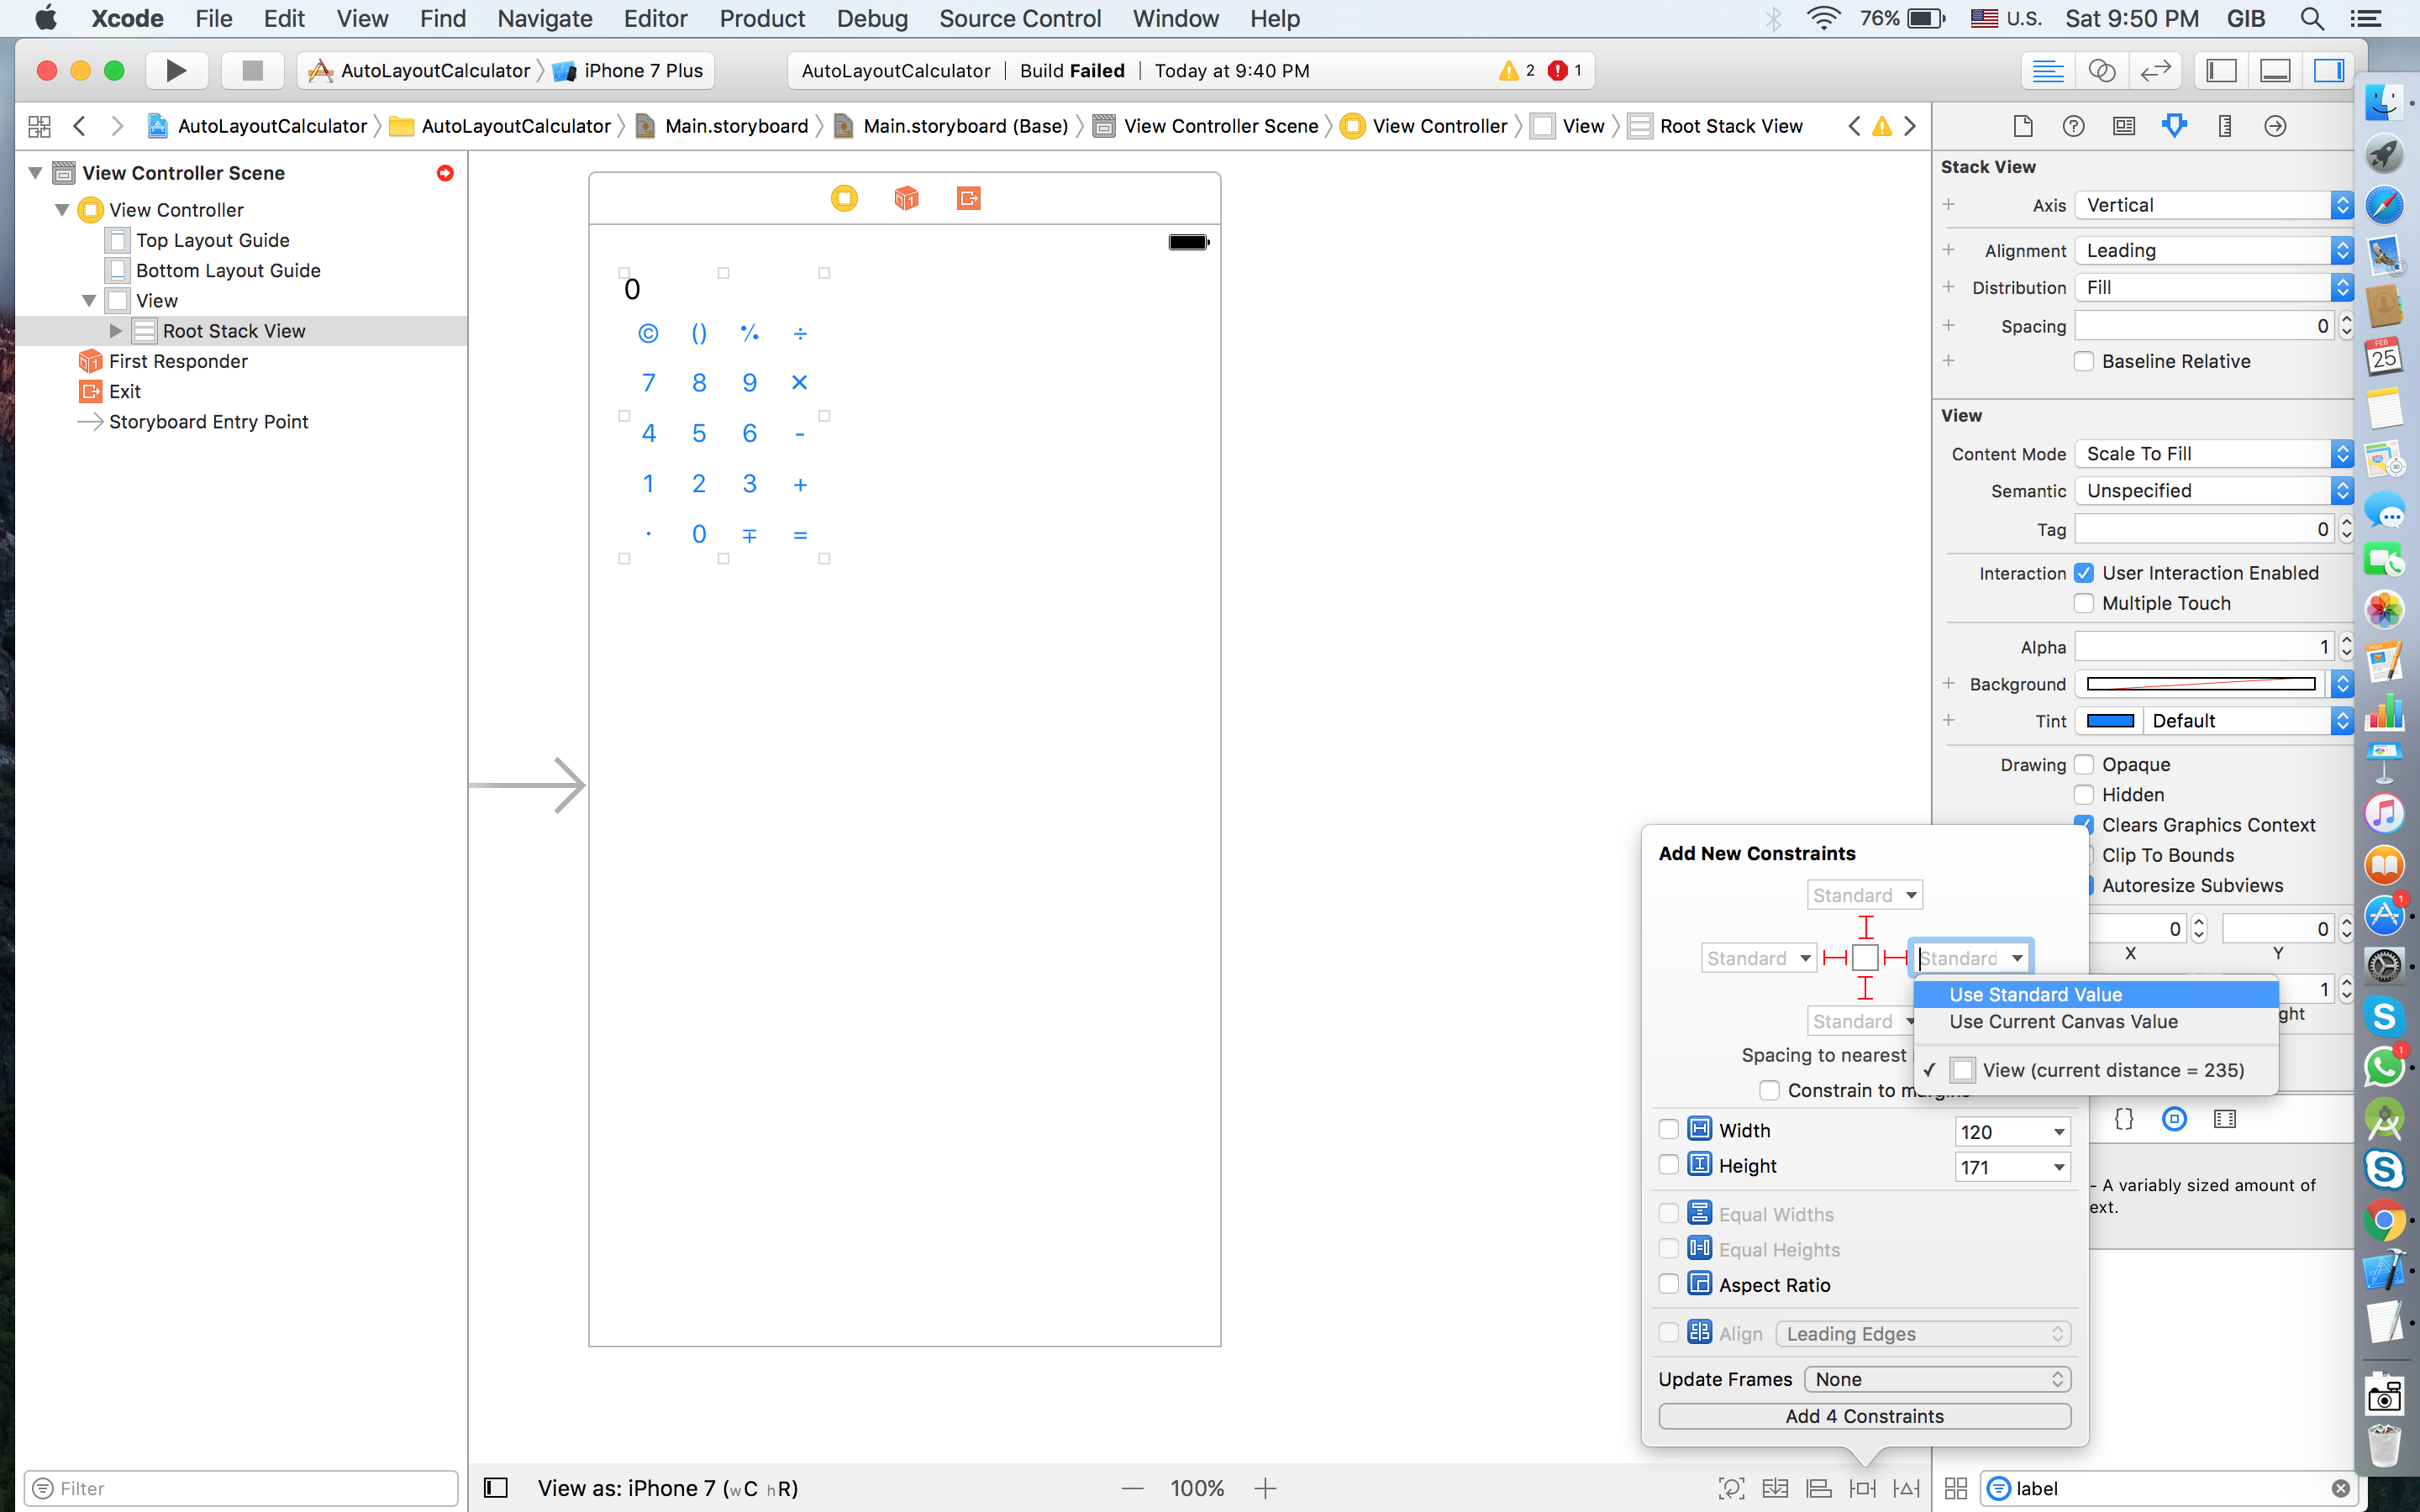 Xcode File Edit View Find Navigate Editor Product Debug Source Control Window Help 76% U.S. Sat 9:50 PM GIB
AutoLayoutCalculator iPhone 7 Plus AutoLayoutCalculator | Build Failed | Today at 9:40 PM 2 1
AutoLayoutCalculator AutoLayoutCalculator Main.storyboard Main.storyboard (Base) View Controller Scene View Controller View Root Stack View
View Controller Scene
View Controller
Top Layout Guide
Bottom Layout Guide
View
Root Stack View
First Responder
Exit
Storyboard Entry Point
Filter
0
© () ٪ ÷
7 8 9 ×
4 5 6 -
1 2 3 +
· 0 ∓ =
View as: iPhone 7 (wC hR) — 100% +
Stack View
Axis Vertical
Alignment Leading
Distribution Fill
Spacing 0
Baseline Relative
View
Content Mode Scale To Fill
Semantic Unspecified
Tag 0
Interaction User Interaction Enabled
Multiple Touch
Alpha 1
Background
Tint Default
Drawing Opaque
Hidden
Clears Graphics Context
Clip To Bounds
Autoresize Subviews
0 0
X Y
1
ght
- A variably sized amount of
ext.
label
Add New Constraints
Standard
Standard Standard
Standard
Use Standard Value
Use Current Canvas Value
View (current distance = 235)
Spacing to nearest
Constrain to margins
Width 120
Height 171
Equal Widths
Equal Heights
Aspect Ratio
Align Leading Edges
Update Frames None
Add 4 Constraints
FEB
25
1
1